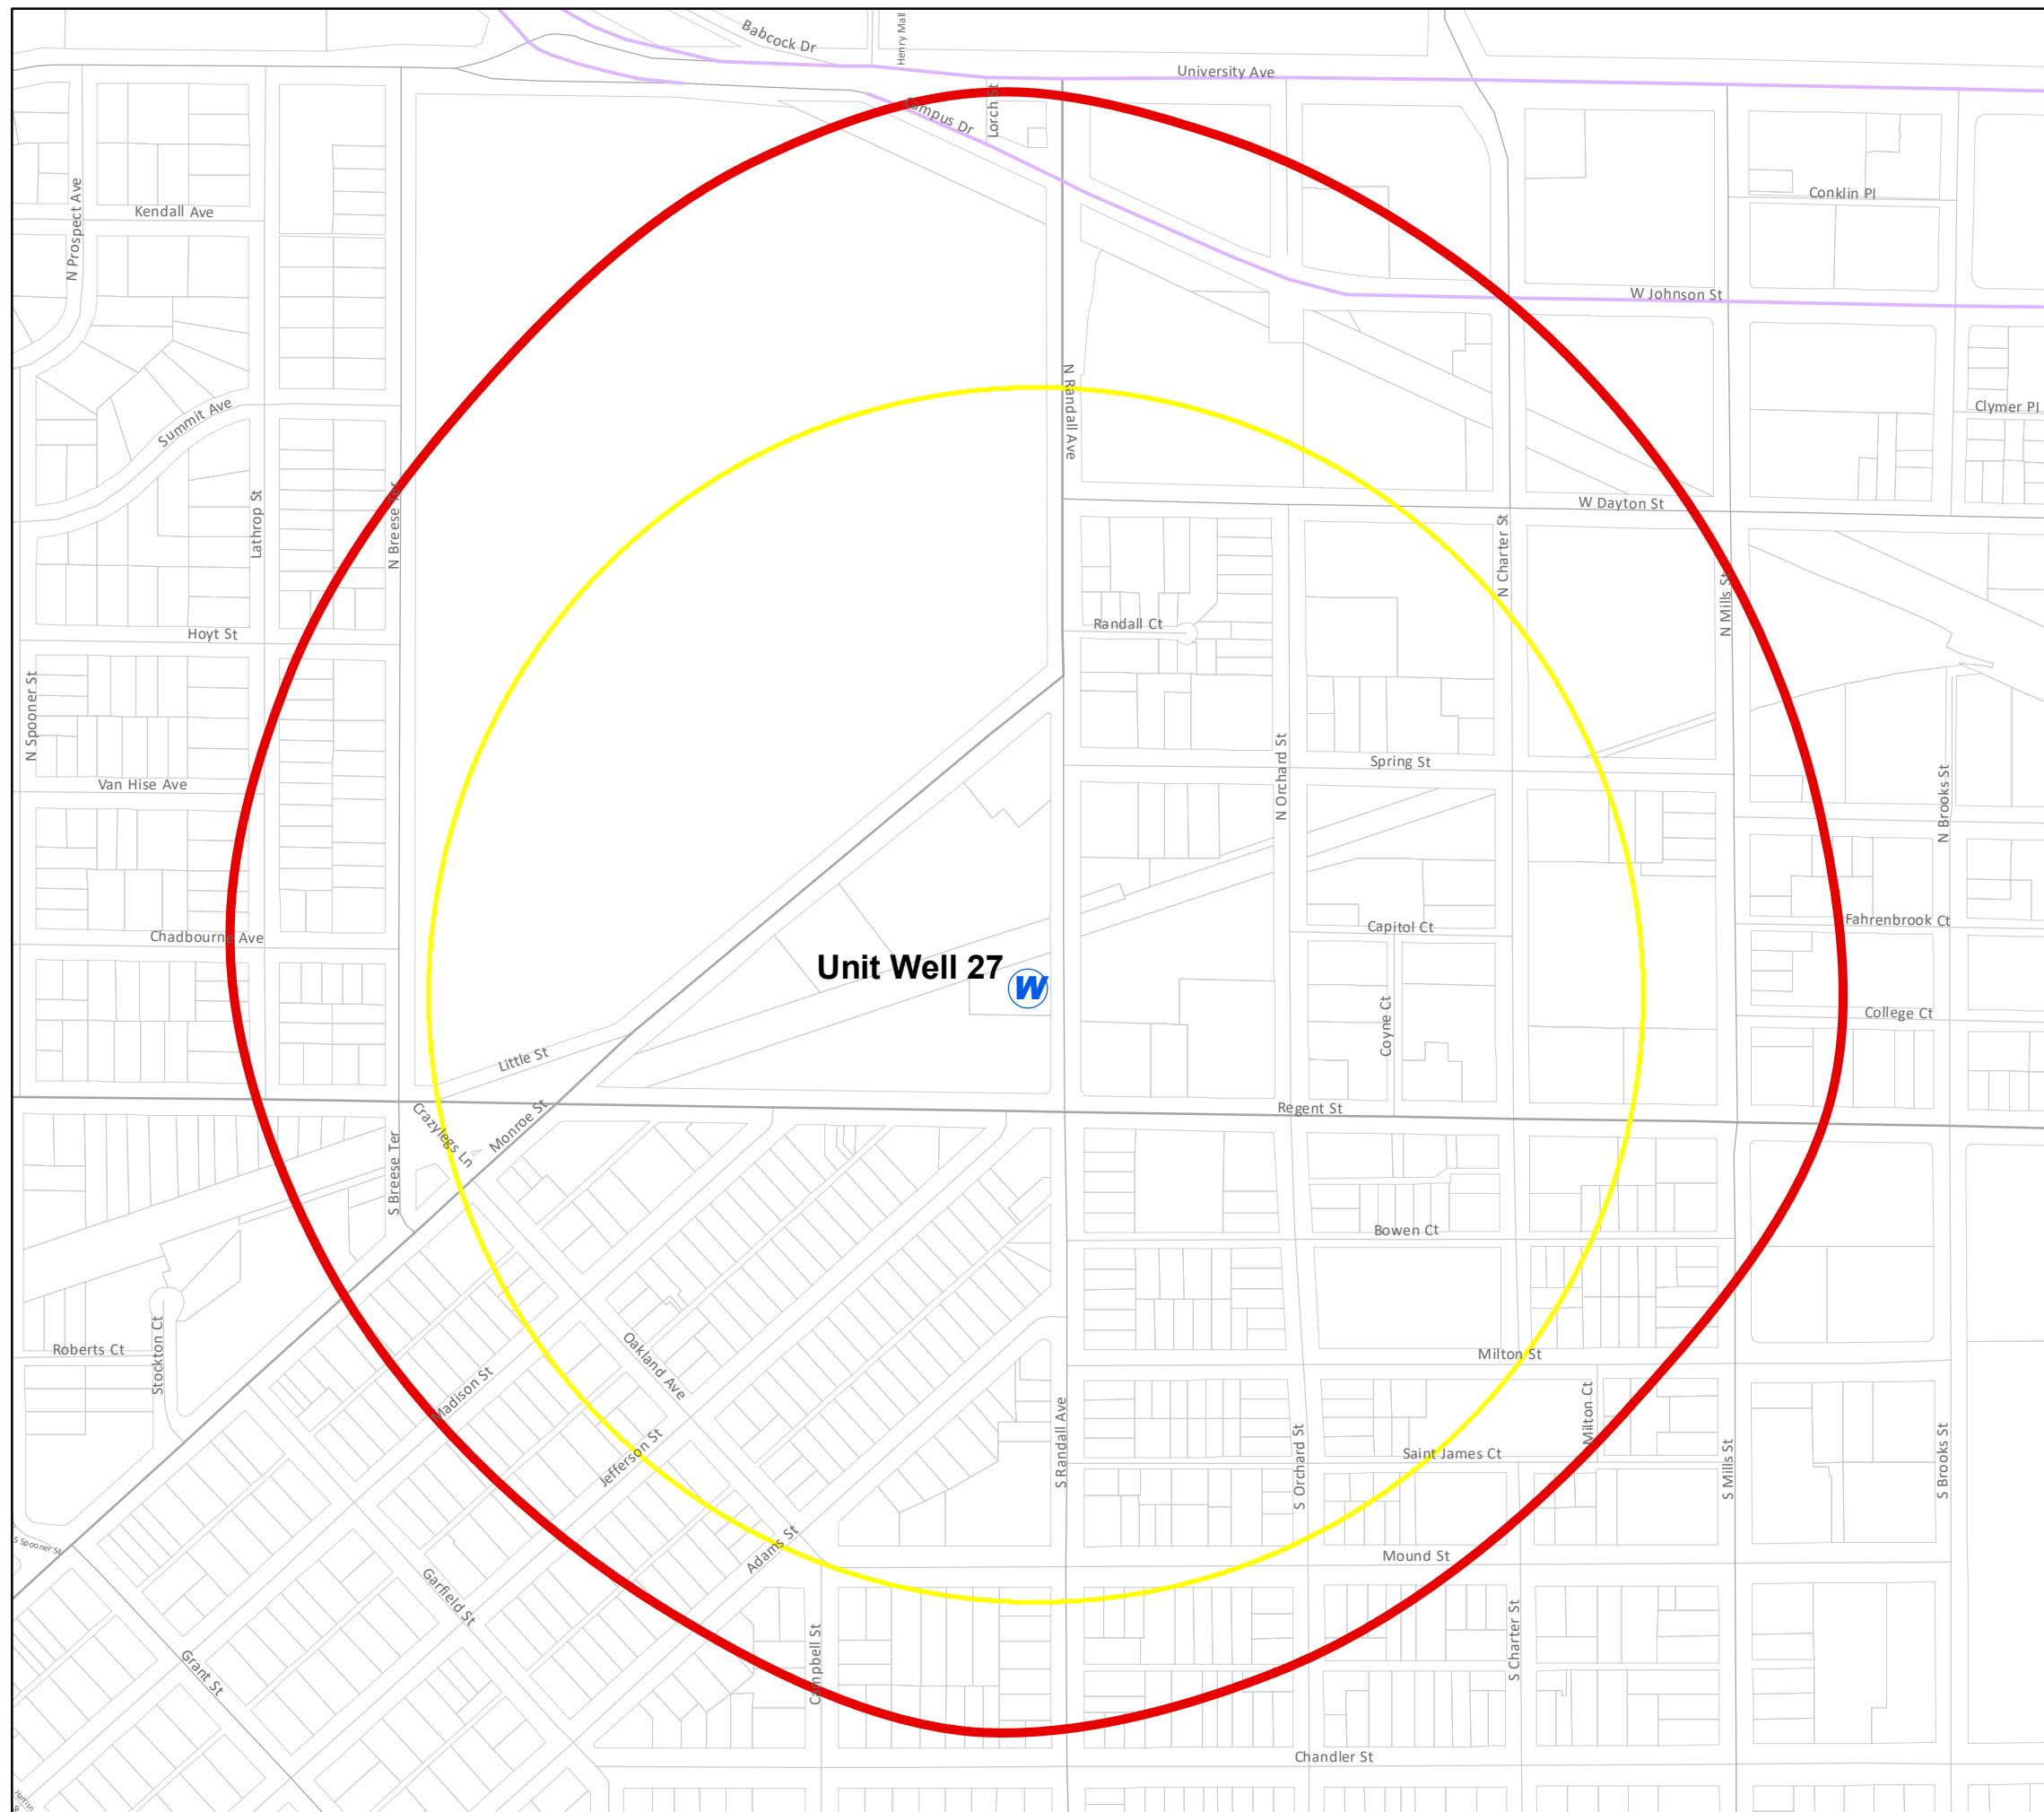 Babcock Dr
Henry Mall
University Ave
Campus Dr
Lorch St
N Prospect Ave
Kendall Ave
Conklin Pl
W Johnson St
Summit Ave
N Randall Ave
Clymer Pl
Lathrop St
N Breese Ter
W Dayton St
N Charter St
N Mills St
Randall Ct
Hoyt St
N Spooner St
Van Hise Ave
N Orchard St
Spring St
N Brooks St
Chadbourne Ave
Capitol Ct
Fahrenbrook Ct
Unit Well 27
W
Coyne Ct
College Ct
Little St
Crazylegs Ln
Monroe St
Regent St
S Breese Ter
Bowen Ct
Roberts Ct
Stockton Ct
Oakland Ave
Milton St
Madison St
Milton Ct
Jefferson St
S Randall Ave
S Orchard St
Saint James Ct
S Mills St
S Brooks St
S Spooner St
Adams St
Mound St
Garfield St
Grant St
Campbell St
S Charter St
Chandler St